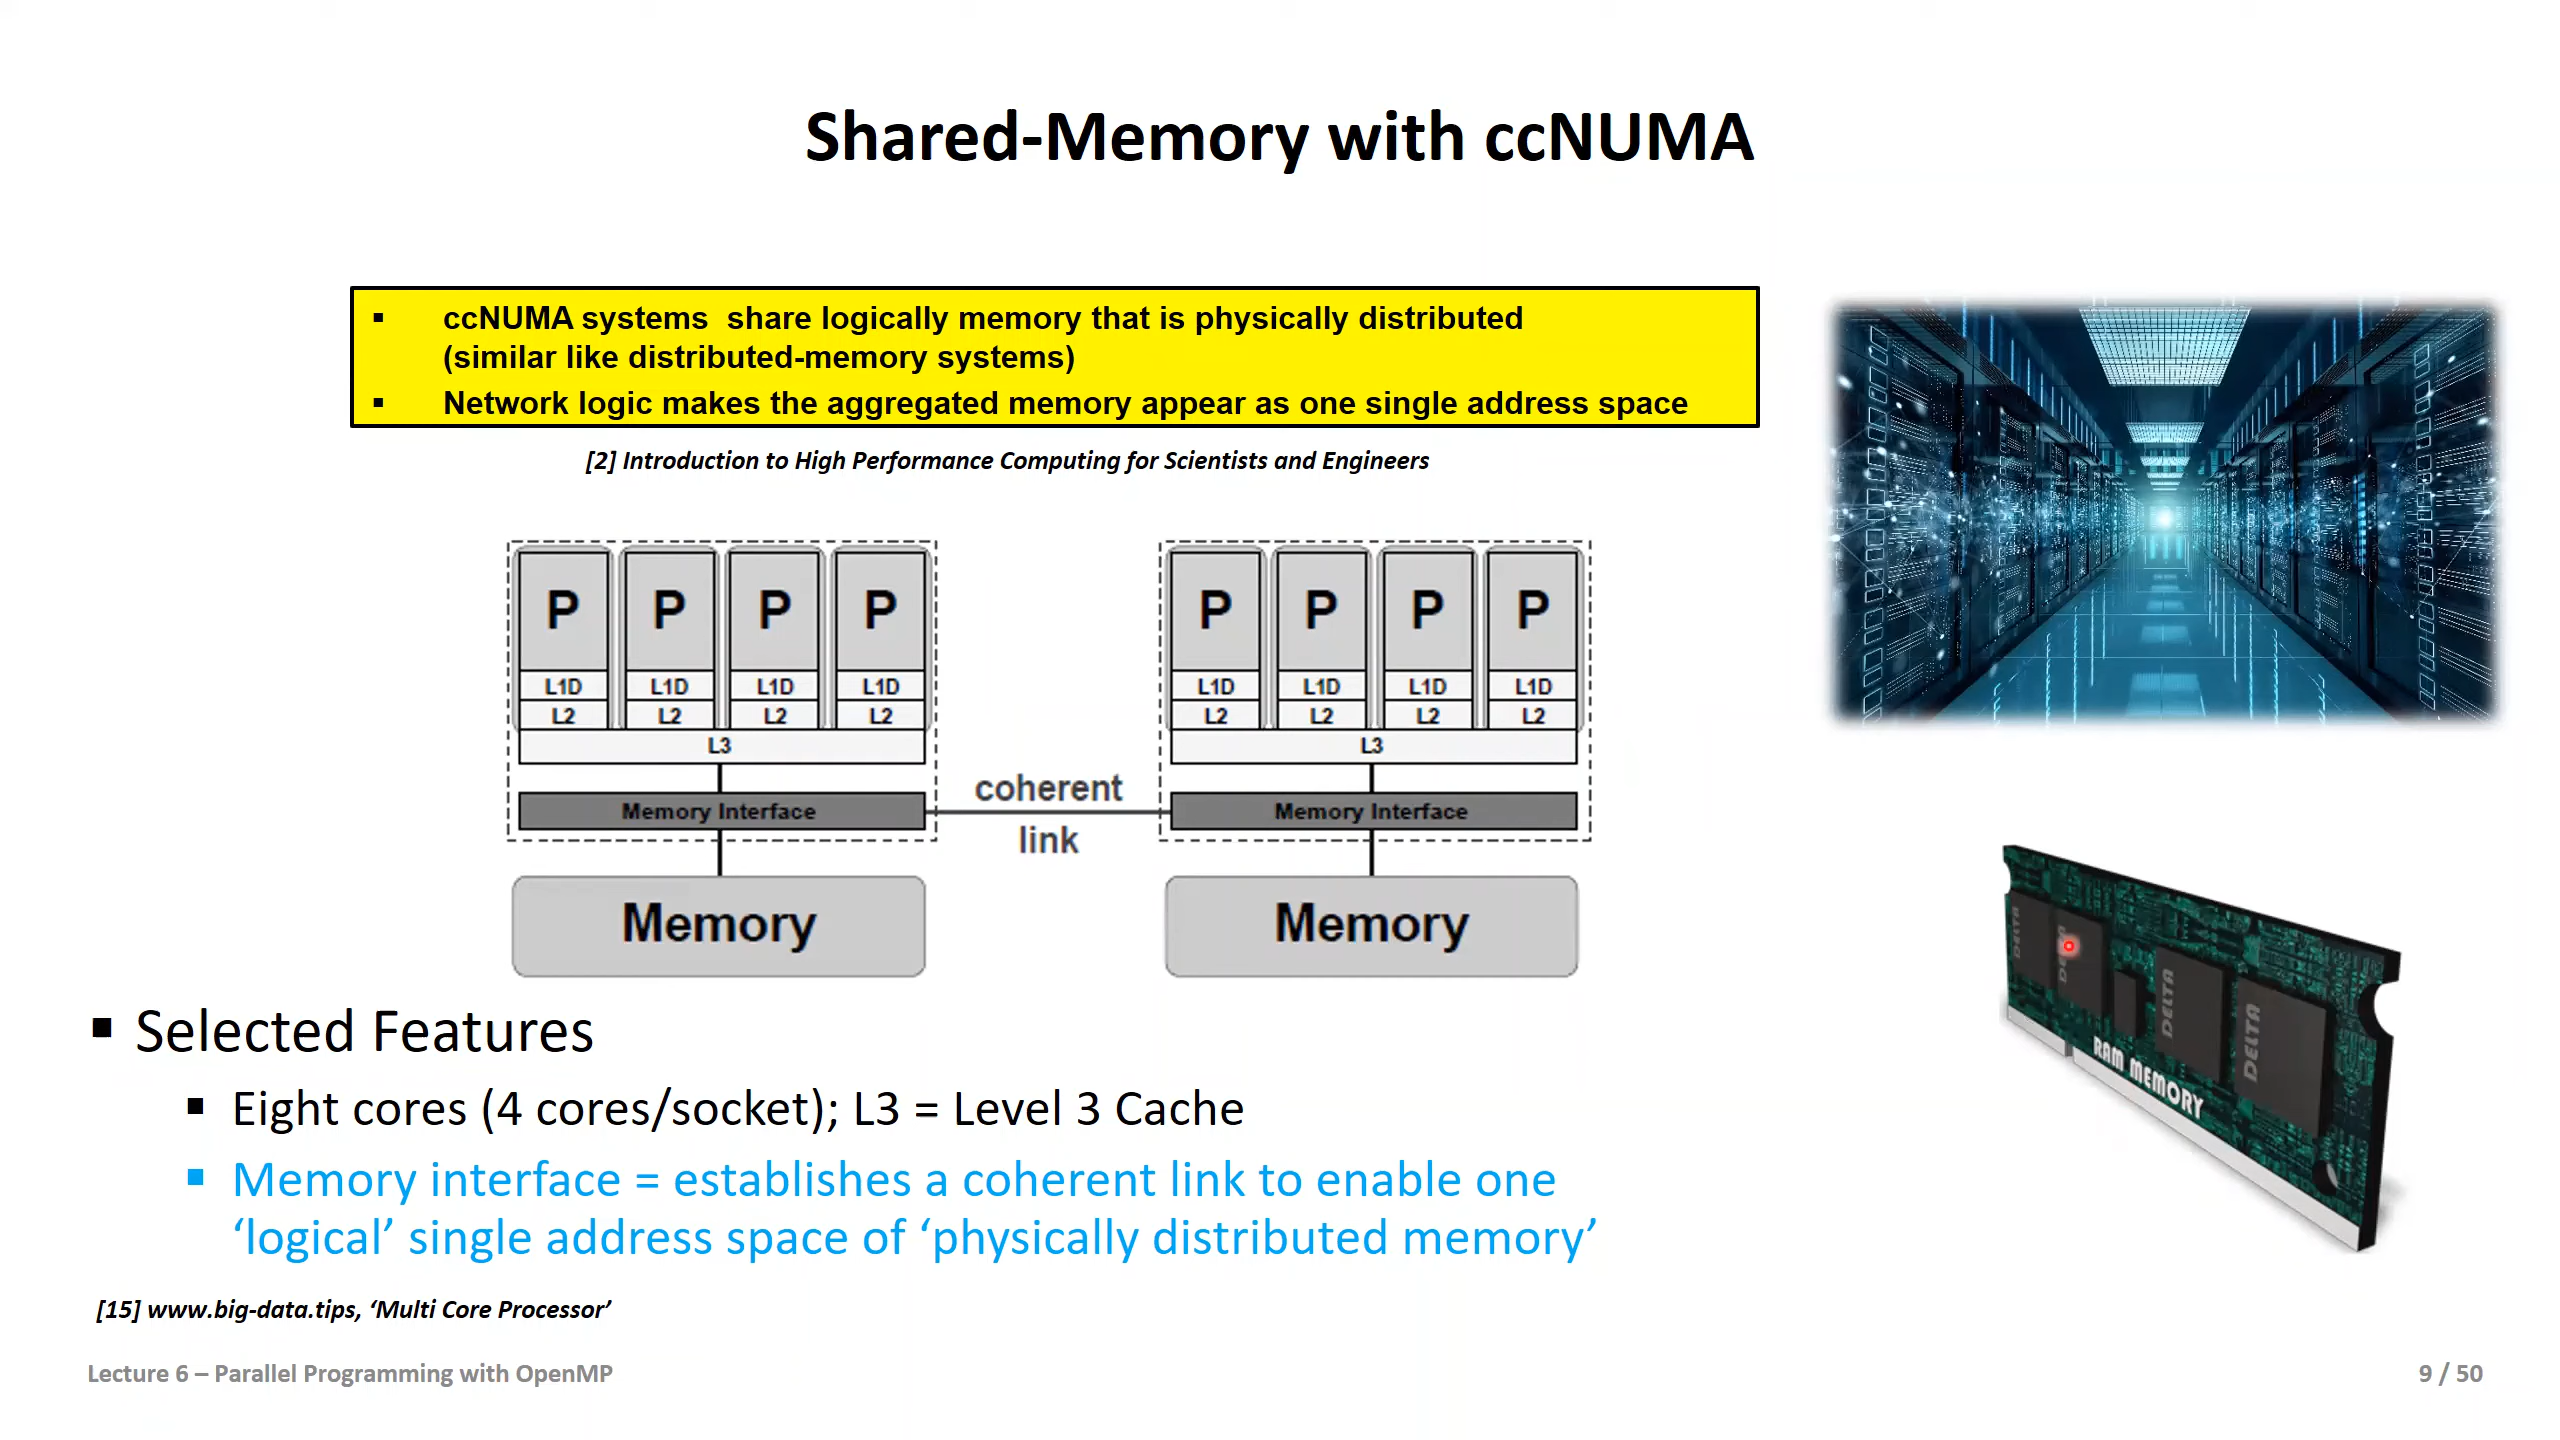 Shared-Memory with ccNUMA
▪ ccNUMA systems share logically memory that is physically distributed
(similar like distributed-memory systems)
▪ Network logic makes the aggregated memory appear as one single address space
[2] Introduction to High Performance Computing for Scientists and Engineers
P P P P
L1D L1D L1D L1D
L2 L2 L2 L2
L3
Memory Interface
Memory
coherent
link
P P P P
L1D L1D L1D L1D
L2 L2 L2 L2
L3
Memory Interface
Memory
DELTA
DELTA
DELTA
DELTA
RAM MEMORY
▪ Selected Features
▪ Eight cores (4 cores/socket); L3 = Level 3 Cache
▪ Memory interface = establishes a coherent link to enable one
‘logical’ single address space of ‘physically distributed memory’
[15] www.big-data.tips, ‘Multi Core Processor’
Lecture 6 – Parallel Programming with OpenMP
9 / 50